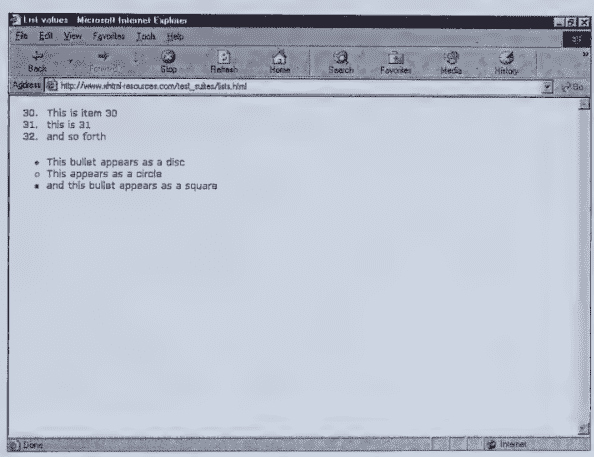 List values - Microsoft Internet Explorer
File Edit View Favorites Tools Help
Back Forward Stop Refresh Home Search Favorites Media History
Address http://www.xhtml-resources.com/test_suites/lists.html Go
30. This is item 30
31. this is 31
32. and so forth
• This bullet appears as a disc
○ This appears as a circle
▪ and this bullet appears as a square
Done Internet